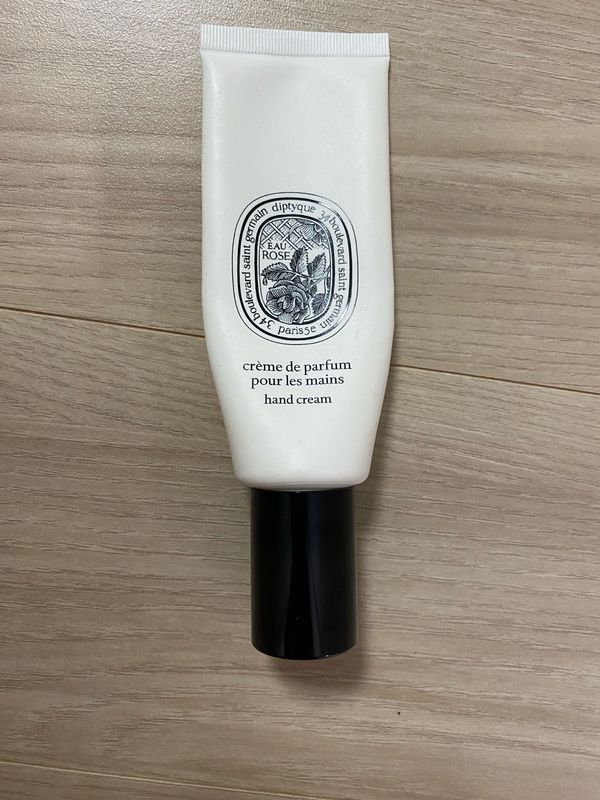 34 boulevard saint germain diptyque 34 boulevard saint germain paris5e
EAU
ROSE
crème de parfum
pour les mains
hand cream